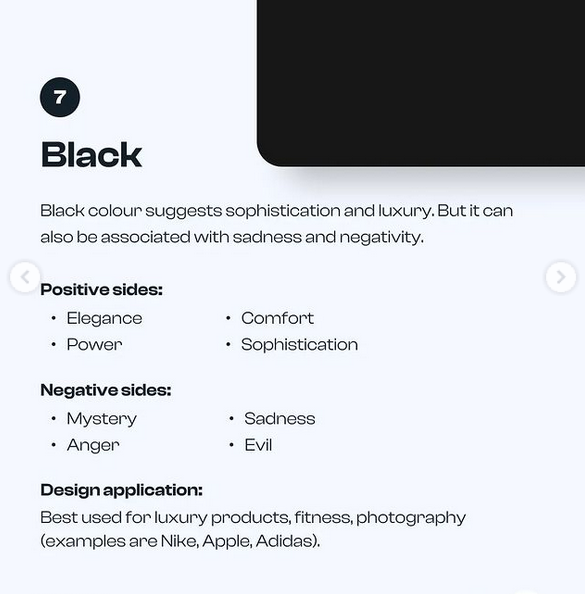 7
Black
Black colour suggests sophistication and luxury. But it can
also be associated with sadness and negativity.
Positive sides:
• Elegance
• Comfort
• Power
• Sophistication
Negative sides:
• Mystery
• Sadness
• Anger
• Evil
Design application:
Best used for luxury products, fitness, photography
(examples are Nike, Apple, Adidas).